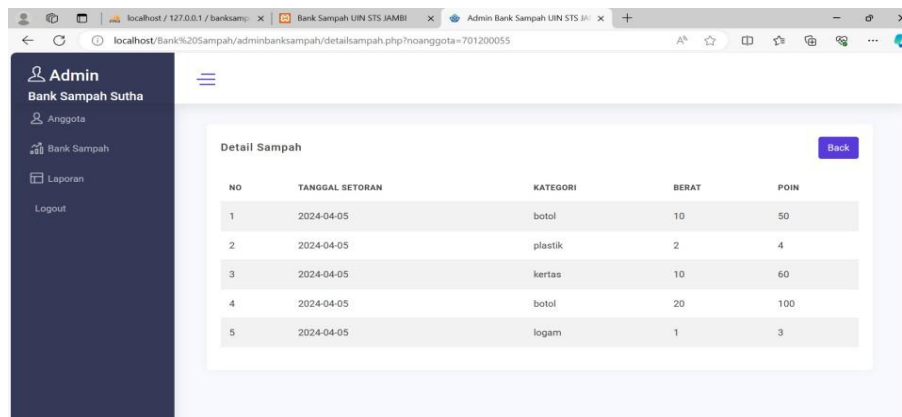 localhost / 127.0.0.1 / banksamp
Bank Sampah UIN STS JAMBI
Admin Bank Sampah UIN STS JA
localhost/Bank%20Sampah/adminbanksampah/detailsampah.php?noanggota=701200055
Admin
Bank Sampah Sutha
Anggota
Bank Sampah
Laporan
Logout
Detail Sampah
Back
NO TANGGAL SETORAN KATEGORI BERAT POIN
1 2024-04-05 botol 10 50
2 2024-04-05 plastik 2 4
3 2024-04-05 kertas 10 60
4 2024-04-05 botol 20 100
5 2024-04-05 logam 1 3